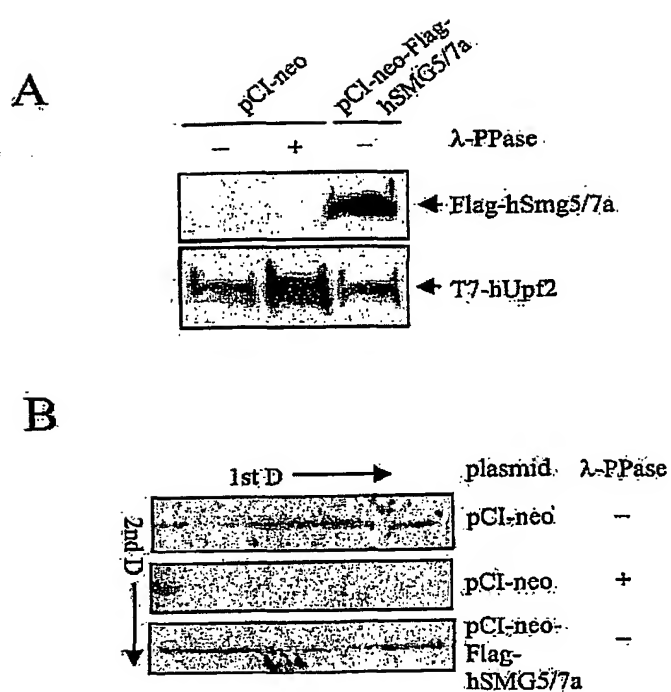 A
pCI-neo
pCI-neo-Flag-
hSMG5/7a
− + − λ-PPase
Flag-hSmg5/7a
T7-hUpf2
B
1st D
plasmid λ-PPase
2nd D
pCI-neo −
pCI-neo +
pCI-neo- −
Flag-
hSMG5/7a